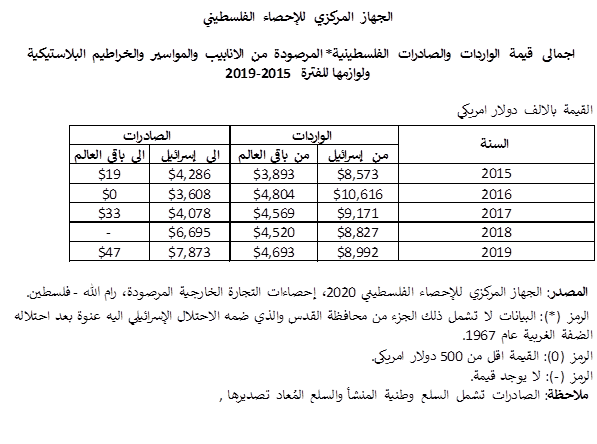 الجهاز المركزي للإحصاء الفلسطيني
اجمالى قيمة الواردات والصادرات الفلسطينية* المرصودة من الانابيب والمواسير والخراطيم البلاستيكية
ولوازمها للفترة 2015-2019
القيمة بالالف دولار امريكي
السنة الواردات الصادرات
من إسرائيل من باقي العالم الى إسرائيل الى باقي العالم
2015 $8,573 $3,893 $4,286 $19
2016 $10,616 $4,804 $3,608 $0
2017 $9,171 $4,569 $4,078 $33
2018 $8,827 $4,520 $6,695 -
2019 $8,992 $4,693 $7,873 $47
المصدر: الجهاز المركزي للإحصاء الفلسطيني 2020، إحصاءات التجارة الخارجية المرصودة، رام الله - فلسطين.
الرمز (*): البيانات لا تشمل ذلك الجزء من محافظة القدس والذي ضمه الاحتلال الإسرائيلي اليه عنوة بعد احتلاله
الضفة الغربية عام 1967.
الرمز (0): القيمة اقل من 500 دولار امريكي.
الرمز (-): لا يوجد قيمة.
ملاحظة: الصادرات تشمل السلع وطنية المنشأ والسلع المُعاد تصديرها ,